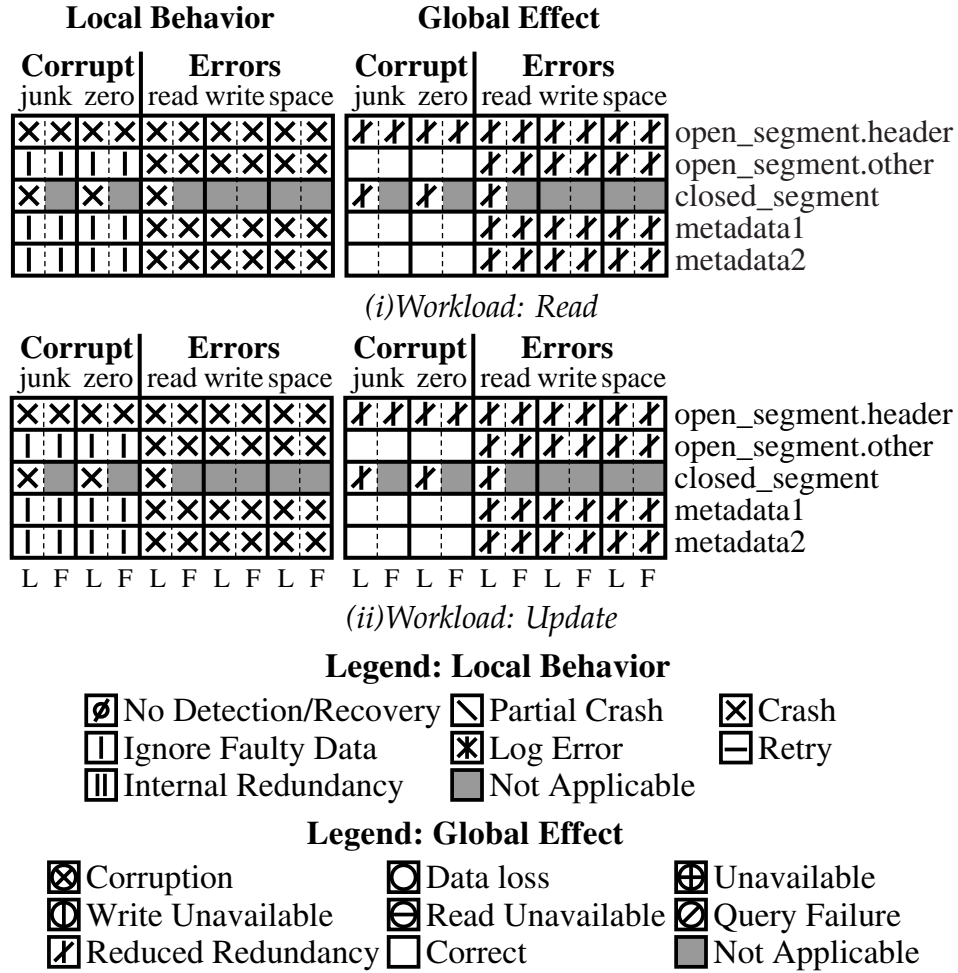 Local Behavior Global Effect
Corrupt Errors Corrupt Errors
junk zero read write space junk zero read write space
open_segment.header
open_segment.other
closed_segment
metadata1
metadata2
(i)Workload: Read
Corrupt Errors Corrupt Errors
junk zero read write space junk zero read write space
open_segment.header
open_segment.other
closed_segment
metadata1
metadata2
L F L F L F L F L F L F L F L F L F L F
(ii)Workload: Update
Legend: Local Behavior
No Detection/Recovery Partial Crash Crash
Ignore Faulty Data Log Error Retry
Internal Redundancy Not Applicable
Legend: Global Effect
Corruption Data loss Unavailable
Write Unavailable Read Unavailable Query Failure
Reduced Redundancy Correct Not Applicable